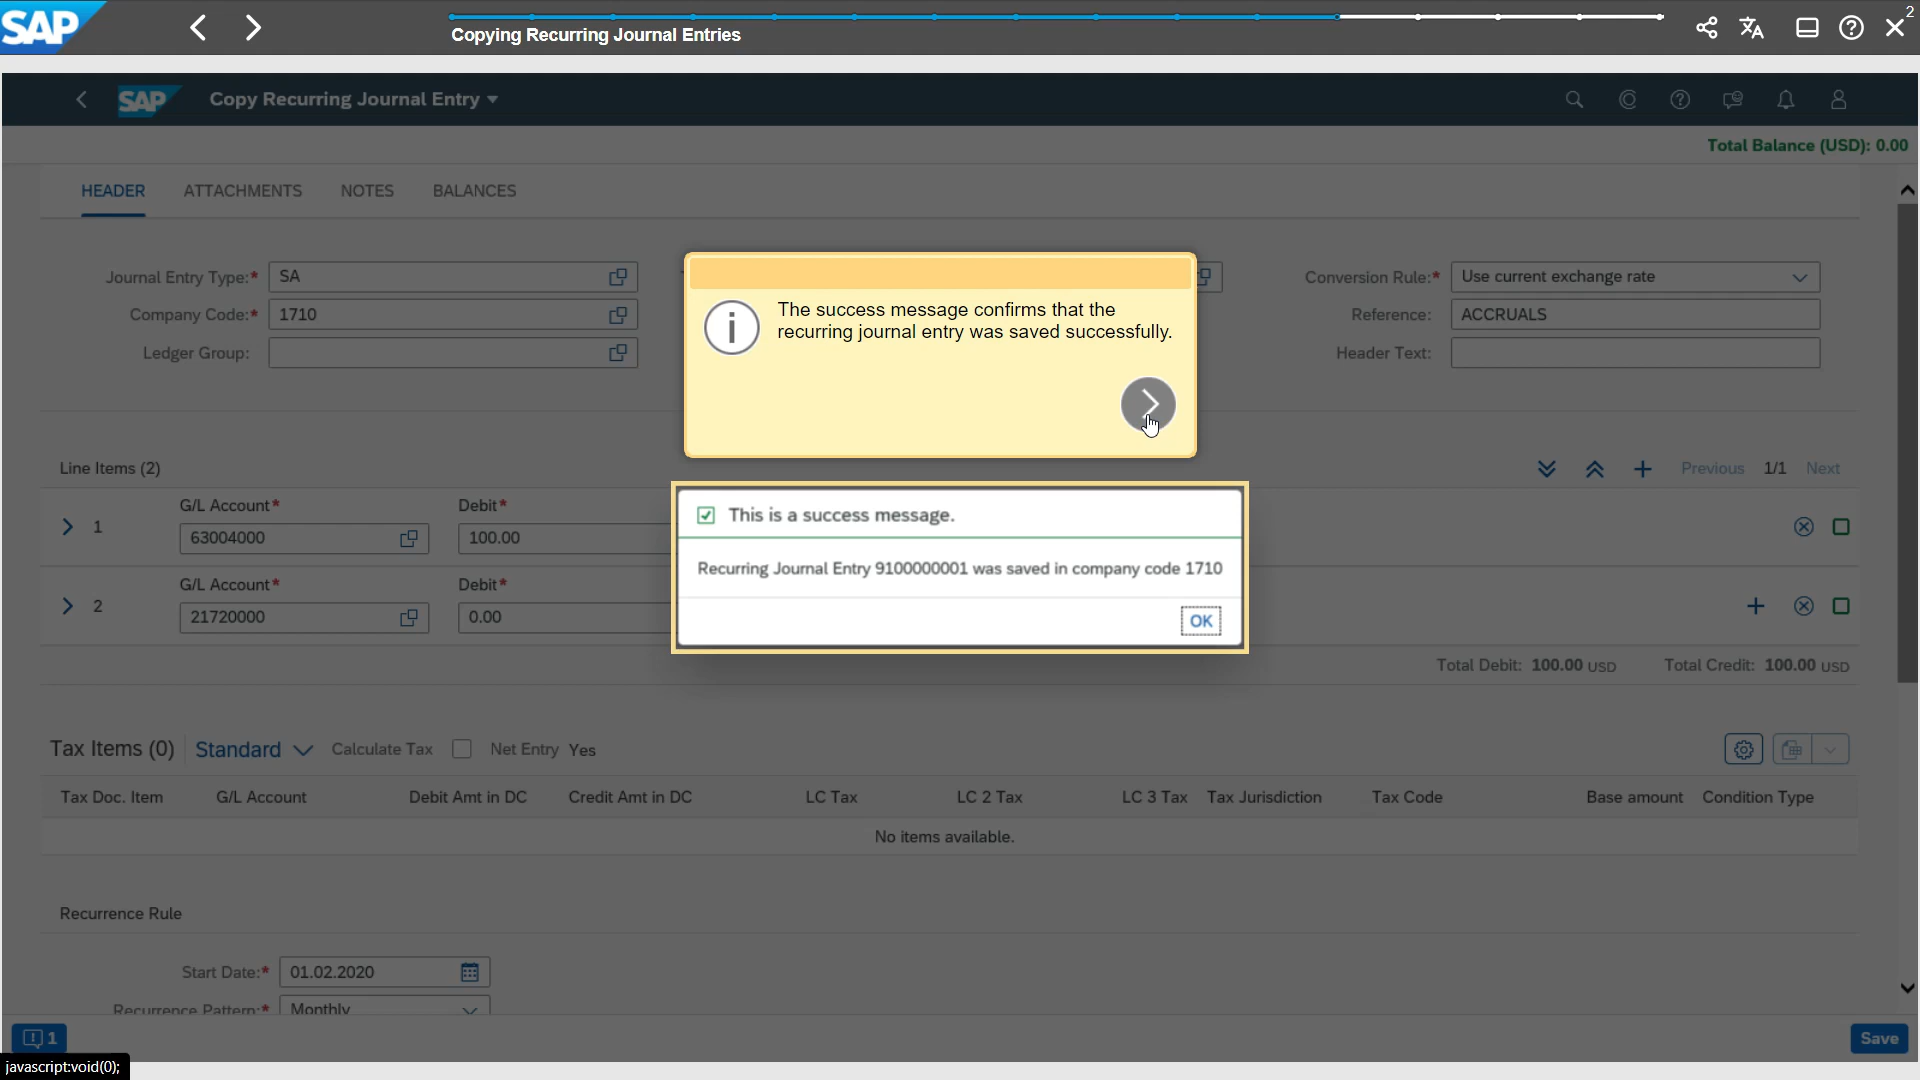 SAP
Copying Recurring Journal Entries
2
SAP
Copy Recurring Journal Entry
Total Balance (USD): 0.00
HEADER ATTACHMENTS NOTES BALANCES
Journal Entry Type:* SA
Company Code:* 1710
Ledger Group:
Conversion Rule:* Use current exchange rate
Reference: ACCRUALS
Header Text:
The success message confirms that the
recurring journal entry was saved successfully.
Line Items (2)
Previous 1/1 Next
G/L Account* Debit*
1 63004000 100.00
G/L Account* Debit*
2 21720000 0.00
This is a success message.
Recurring Journal Entry 9100000001 was saved in company code 1710
OK
Total Debit: 100.00 USD Total Credit: 100.00 USD
Tax Items (0) Standard Calculate Tax Net Entry Yes
Tax Doc. Item G/L Account Debit Amt in DC Credit Amt in DC LC Tax LC 2 Tax LC 3 Tax Tax Jurisdiction Tax Code Base amount Condition Type
No items available.
Recurrence Rule
Start Date:* 01.02.2020
Recurrence Pattern:* Monthly
1
Save
javascript:void(0);